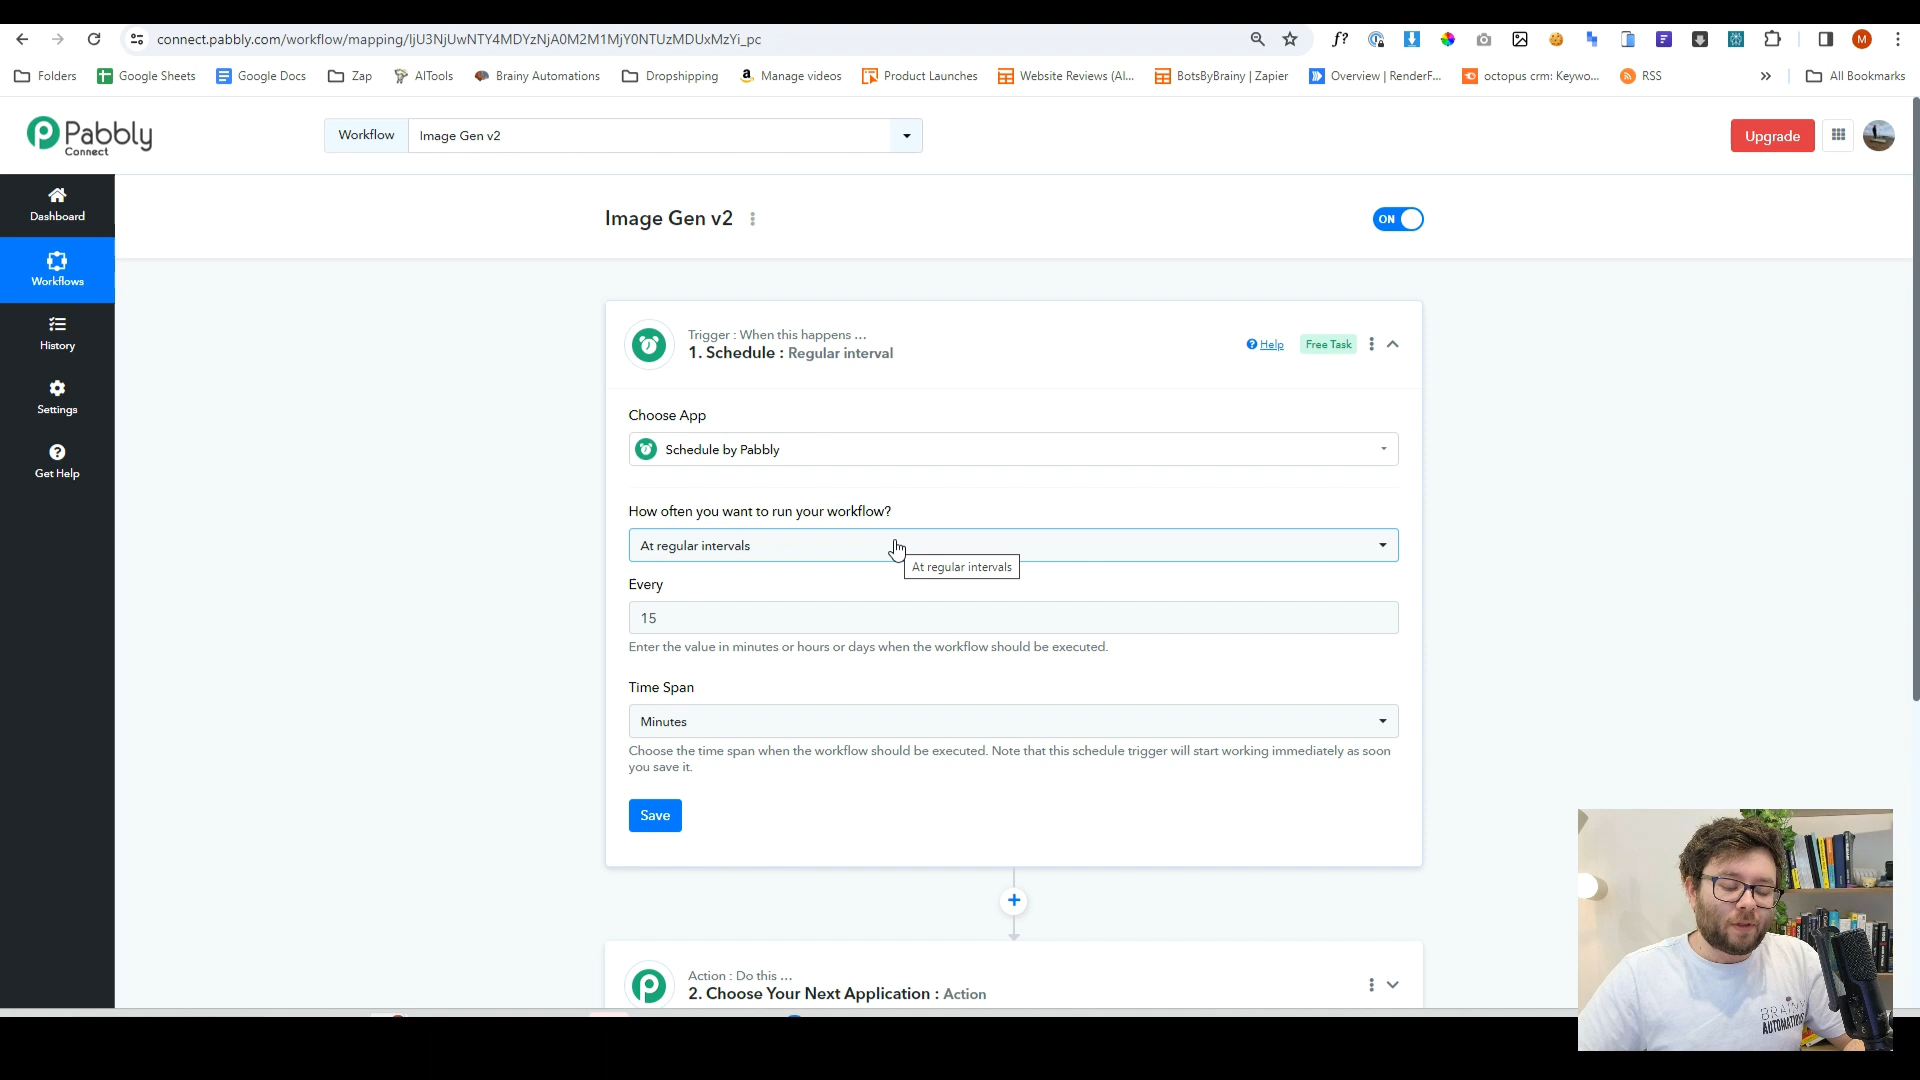 connect.pabbly.com/workflow/mapping/IjU3NjUwNTY4MDYzNjA0M2M1MjY0NTUzMDUxMzYi_pc
f?
M
Folders
Google Sheets
Google Docs
Zap
AITools
Brainy Automations
Dropshipping
Manage videos
Product Launches
Website Reviews (AI...
BotsByBrainy | Zapier
Overview | RenderF...
octopus crm: Keywo...
RSS
»
All Bookmarks
Pabbly
Connect
Workflow
Image Gen v2
Upgrade
Dashboard
Workflows
History
Settings
Get Help
Image Gen v2
ON
Trigger : When this happens ...
1. Schedule : Regular interval
Help
Free Task
Choose App
Schedule by Pabbly
How often you want to run your workflow?
At regular intervals
At regular intervals
Every
15
Enter the value in minutes or hours or days when the workflow should be executed.
Time Span
Minutes
Choose the time span when the workflow should be executed. Note that this schedule trigger will start working immediately as soon
you save it.
Save
+
Action : Do this ...
2. Choose Your Next Application : Action
BRAINY
AUTOMATIONS